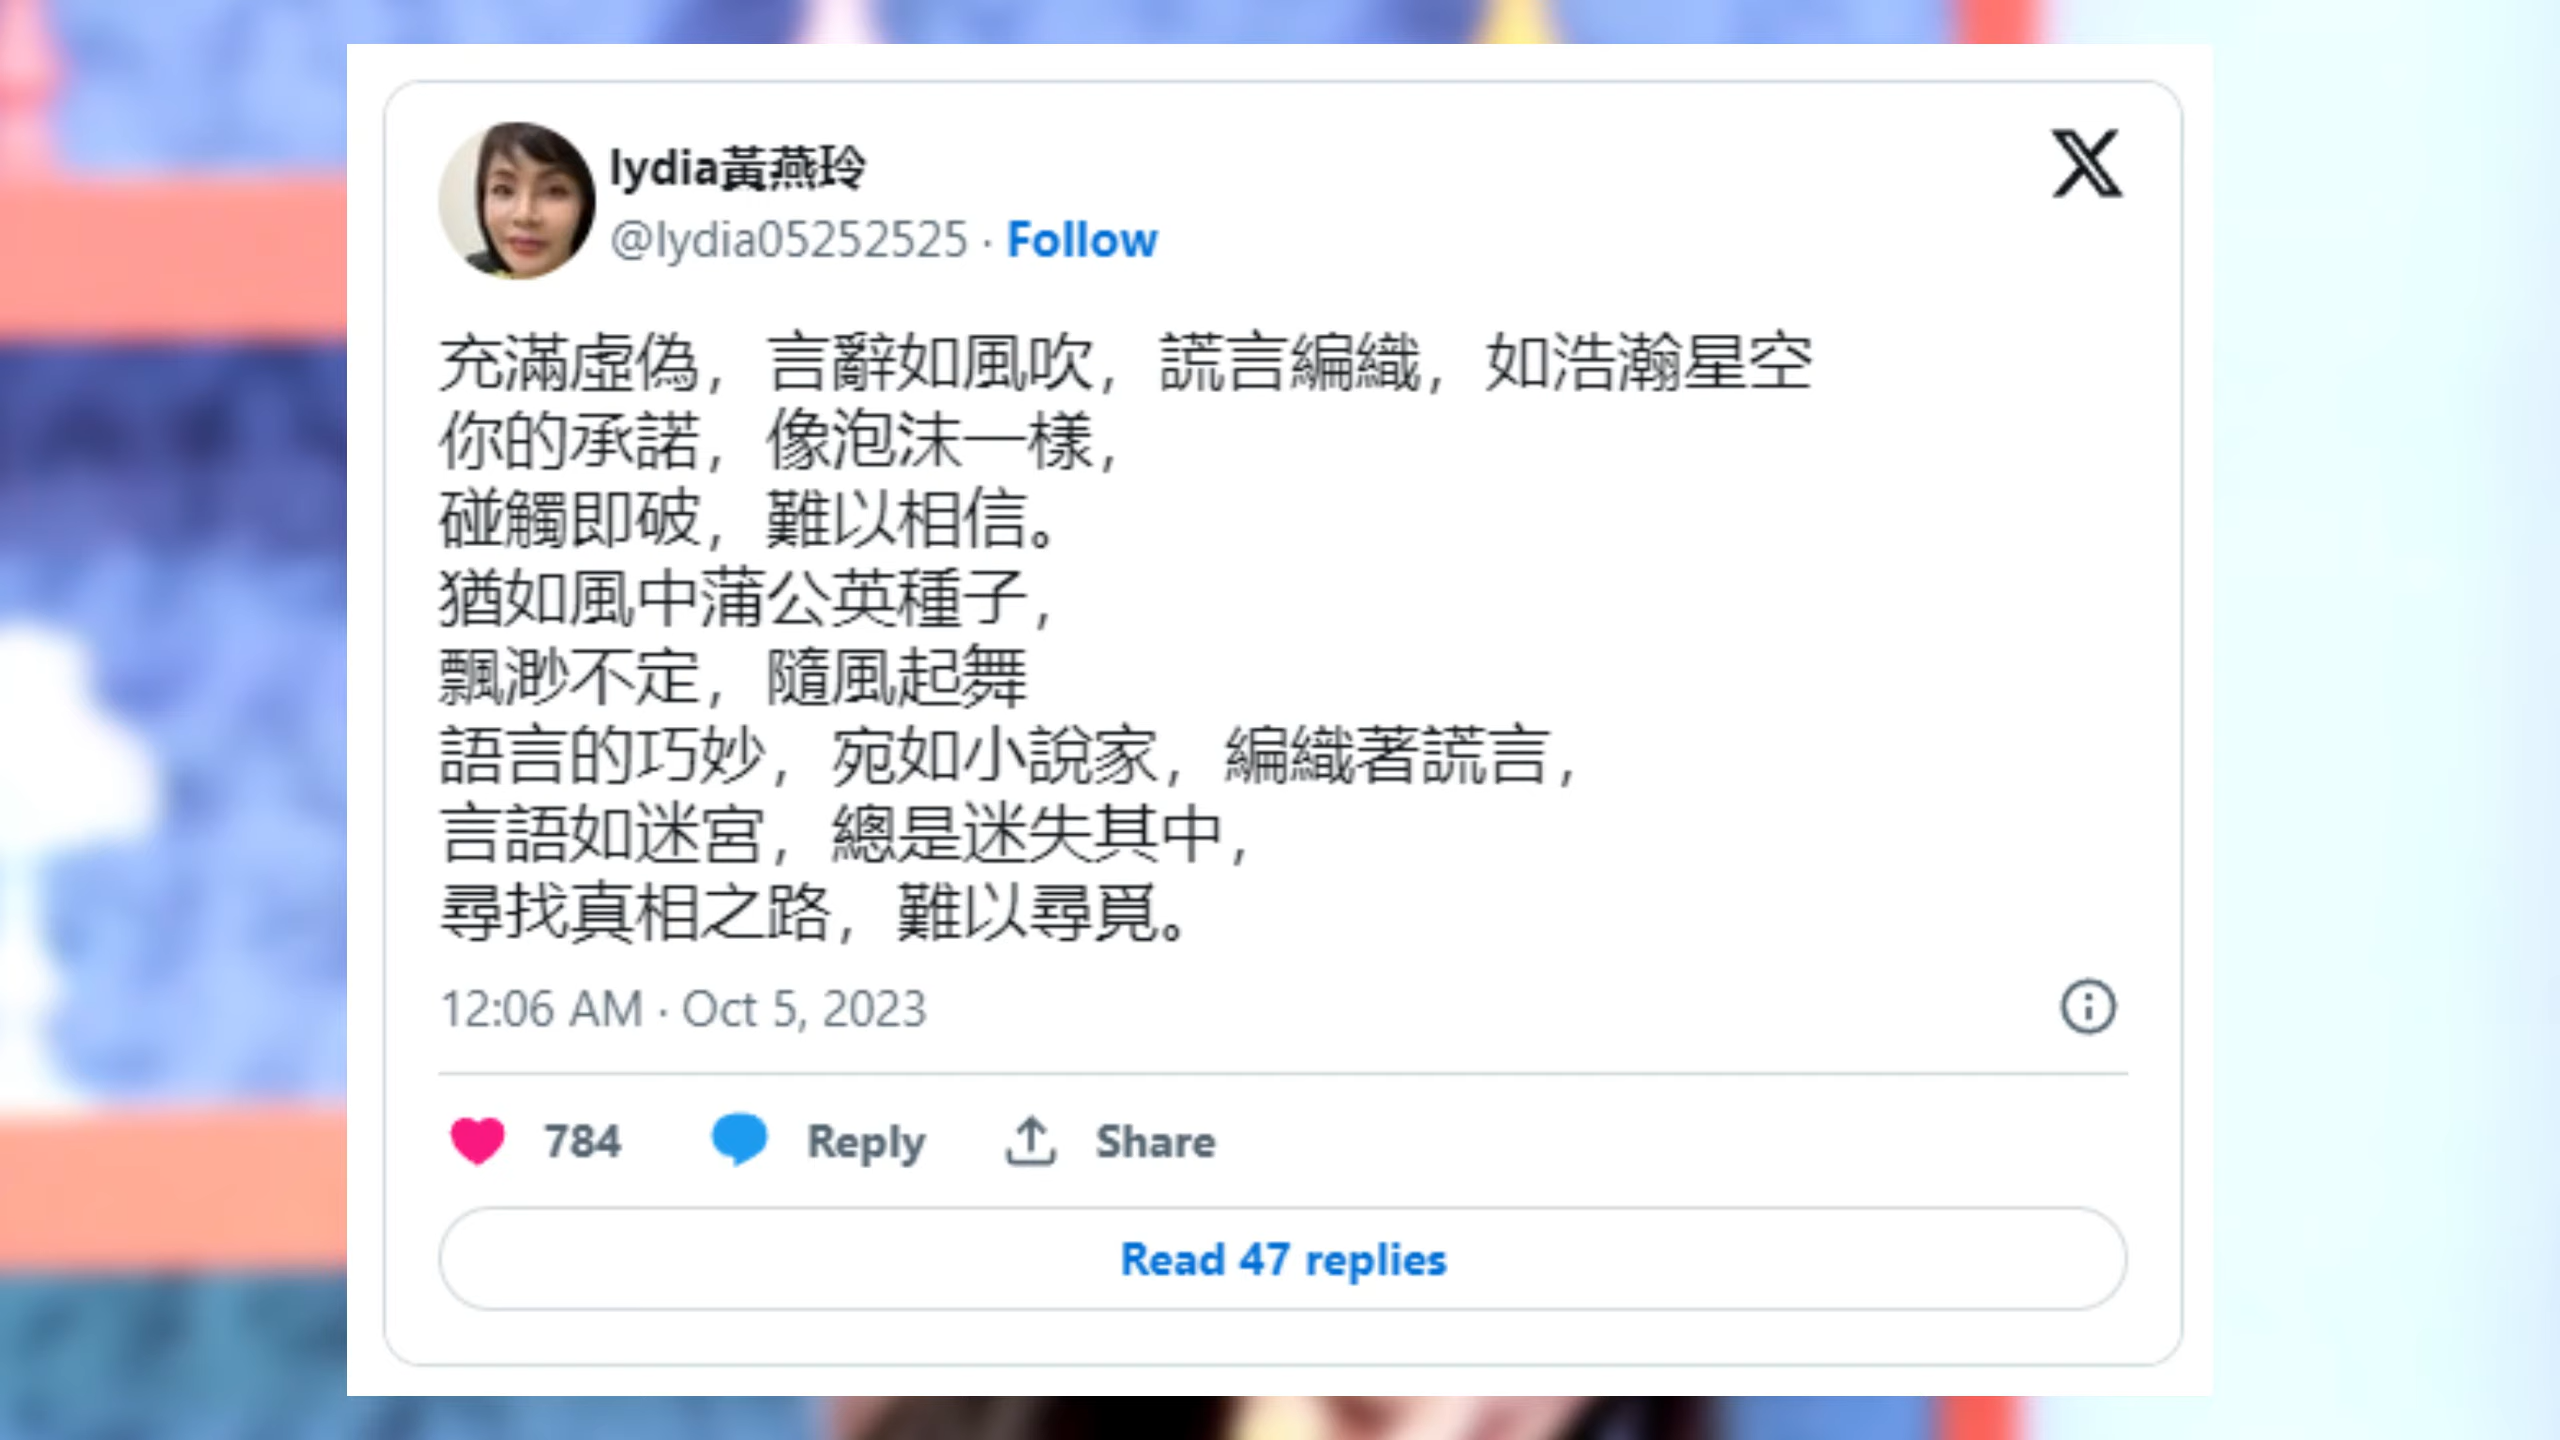 lydia黃燕玲
@lydia05252525 · Follow
充滿虛偽，言辭如風吹，謊言編織，如浩瀚星空
你的承諾，像泡沫一樣，
碰觸即破，難以相信。
猶如風中蒲公英種子，
飄渺不定，隨風起舞
語言的巧妙，宛如小說家，編織著謊言，
言語如迷宮，總是迷失其中，
尋找真相之路，難以尋覓。
12:06 AM · Oct 5, 2023
784 Reply Share
Read 47 replies